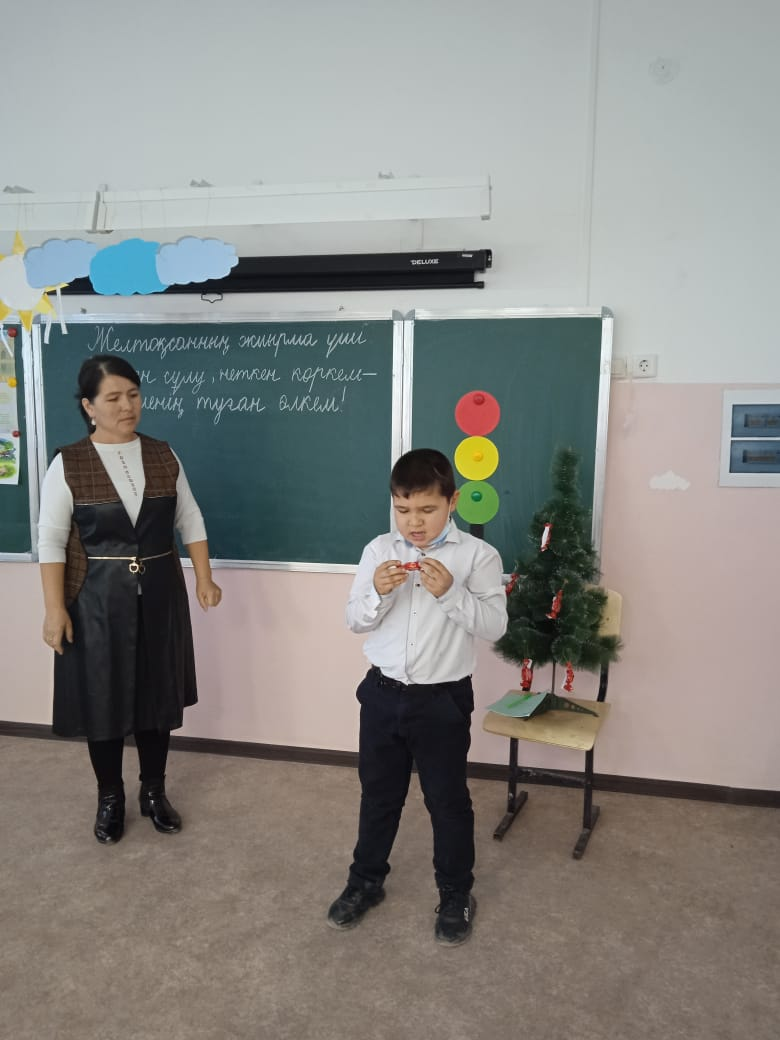 DELUXE
Желтоқсанның жиырма үші
сұлу, неткен көркем—
туған өлкем!